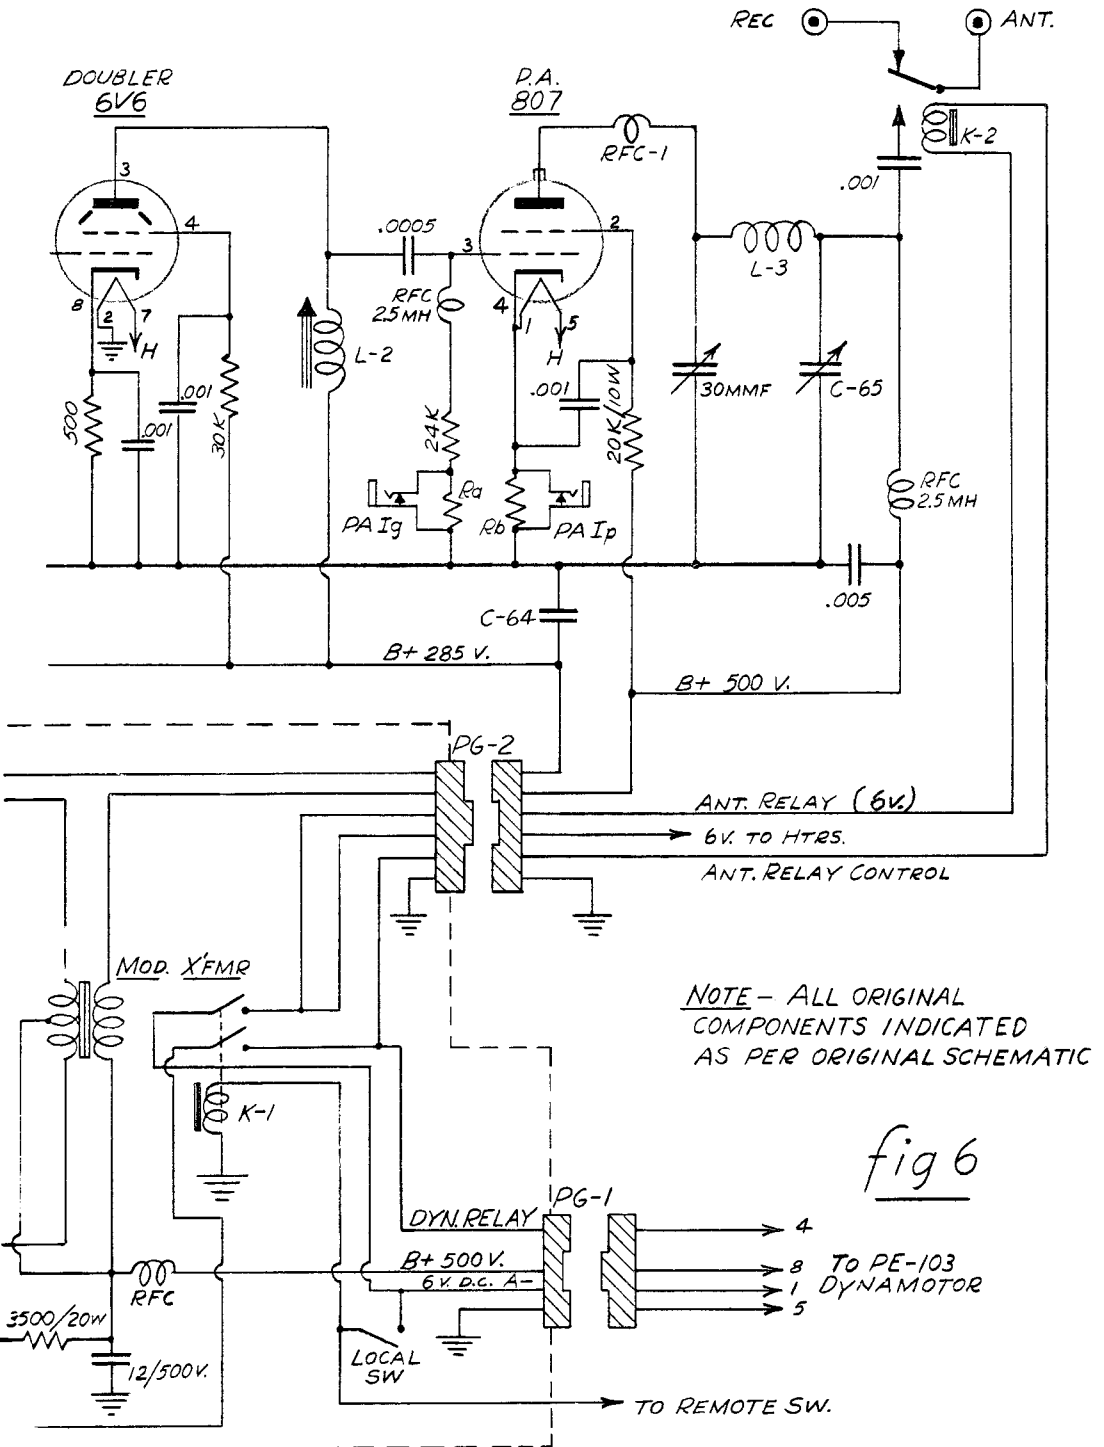 REC
ANT.
DOUBLER
6V6
P.A.
807
RFC-1
K-2
.001
3
4
.0005
3
2
L-3
8
2
7
H
RFC
2.5MH
4
1
5
H
L-2
30MMF
C-65
500
.001
.001
30K
24K
.001
20K/10W
Ra
Rb
PA Ig
PA Ip
RFC
2.5MH
.005
C-64
B+ 285 V.
B+ 500 V.
PG-2
ANT. RELAY (6V.)
6V. TO HTRS.
ANT. RELAY CONTROL
MOD. X'FMR
NOTE - ALL ORIGINAL
COMPONENTS INDICATED
AS PER ORIGINAL SCHEMATIC
K-1
fig 6
PG-1
DYN. RELAY
4
B+ 500V.
8
TO PE-103
6V. D.C. A-
1
DYNAMOTOR
5
RFC
3500/20W
12/500V.
LOCAL
SW
TO REMOTE SW.